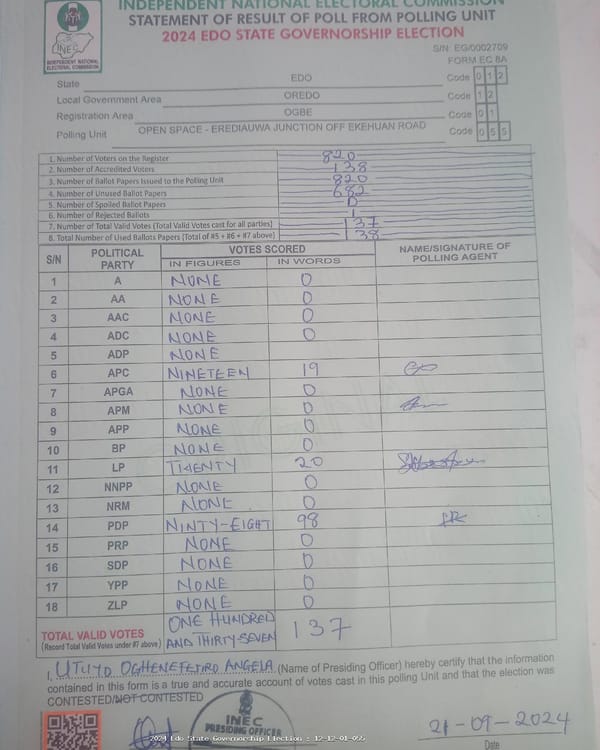 INDEPENDENT NATIONAL ELECTORAL COMMISSION
STATEMENT OF RESULT OF POLL FROM POLLING UNIT
2024 EDO STATE GOVERNORSHIP ELECTION
INEC
INDEPENDENT NATIONAL ELECTORAL COMMISSION
S/N EG/0002709
FORM EC 8A
State EDO Code 0 1 2
Local Government Area OREDO Code 1 2
Registration Area OGBE Code 0 1
Polling Unit OPEN SPACE - EREDIAUWA JUNCTION OFF EKEHUAN ROAD Code 0 5 5
1. Number of Voters on the Register 820
2. Number of Accredited Voters 138
3. Number of Ballot Papers Issued to the Polling Unit 820
4. Number of Unused Ballot Papers 682
5. Number of Spoiled Ballot Papers 0
6. Number of Rejected Ballots 1
7. Number of Total Valid Votes (Total Valid Votes cast for all parties) 137
8. Total Number of Used Ballots Papers (Total of #5 + #6 + #7 above) 138
S/N POLITICAL PARTY VOTES SCORED NAME/SIGNATURE OF POLLING AGENT
IN FIGURES IN WORDS
1 A NONE 0
2 AA NONE 0
3 AAC NONE 0
4 ADC NONE 0
5 ADP NONE
6 APC NINETEEN 19
7 APGA NONE 0
8 APM NONE 0
9 APP NONE 0
10 BP NONE 0
11 LP TWENTY 20
12 NNPP NONE 0
13 NRM NONE 0
14 PDP NINTY-EIGHT 98
15 PRP NONE 0
16 SDP NONE 0
17 YPP NONE 0
18 ZLP NONE 0
TOTAL VALID VOTES ONE HUNDRED AND THIRTY-SEVEN 137
(Record Total Valid Votes under #7 above)
I, OGHENEFEJIRO ANGELA (Name of Presiding Officer) hereby certify that the information
contained in this form is a true and accurate account of votes cast in this polling Unit and that the election was
CONTESTED/NOT CONTESTED
INEC
PRESIDING OFFICER
2024 Edo State Governorship Election : 12-12-01-055
21-09-2024
Date